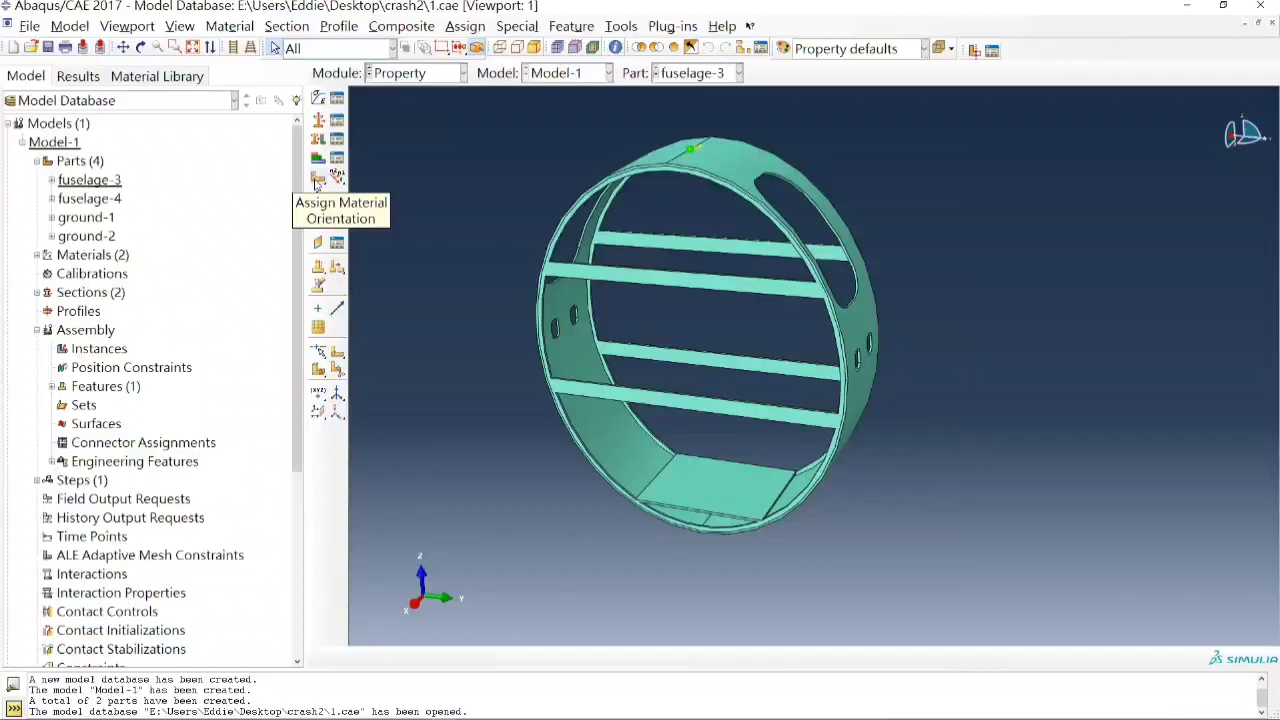 Abaqus/CAE 2017 - Model Database: E:\Users\Eddie\Desktop\crash2\1.cae [Viewport: 1]
File Model Viewport View Material Section Profile Composite Assign Special Feature Tools Plug-ins Help
All
Property defaults
Model Results Material Library
Module: Property Model: Model-1 Part: fuselage-3
Model Database
Models (1)
Model-1
Parts (4)
fuselage-3
fuselage-4
ground-1
ground-2
Materials (2)
Calibrations
Sections (2)
Profiles
Assembly
Instances
Position Constraints
Features (1)
Sets
Surfaces
Connector Assignments
Engineering Features
Steps (1)
Field Output Requests
History Output Requests
Time Points
ALE Adaptive Mesh Constraints
Interactions
Interaction Properties
Contact Controls
Contact Initializations
Contact Stabilizations
Constraints
Assign Material
Orientation
Z
Y
X
SIMULIA
A new model database has been created.
The model "Model-1" has been created.
A total of 2 parts have been created.
The model database "E:\Users\Eddie\Desktop\crash2\1.cae" has been opened.